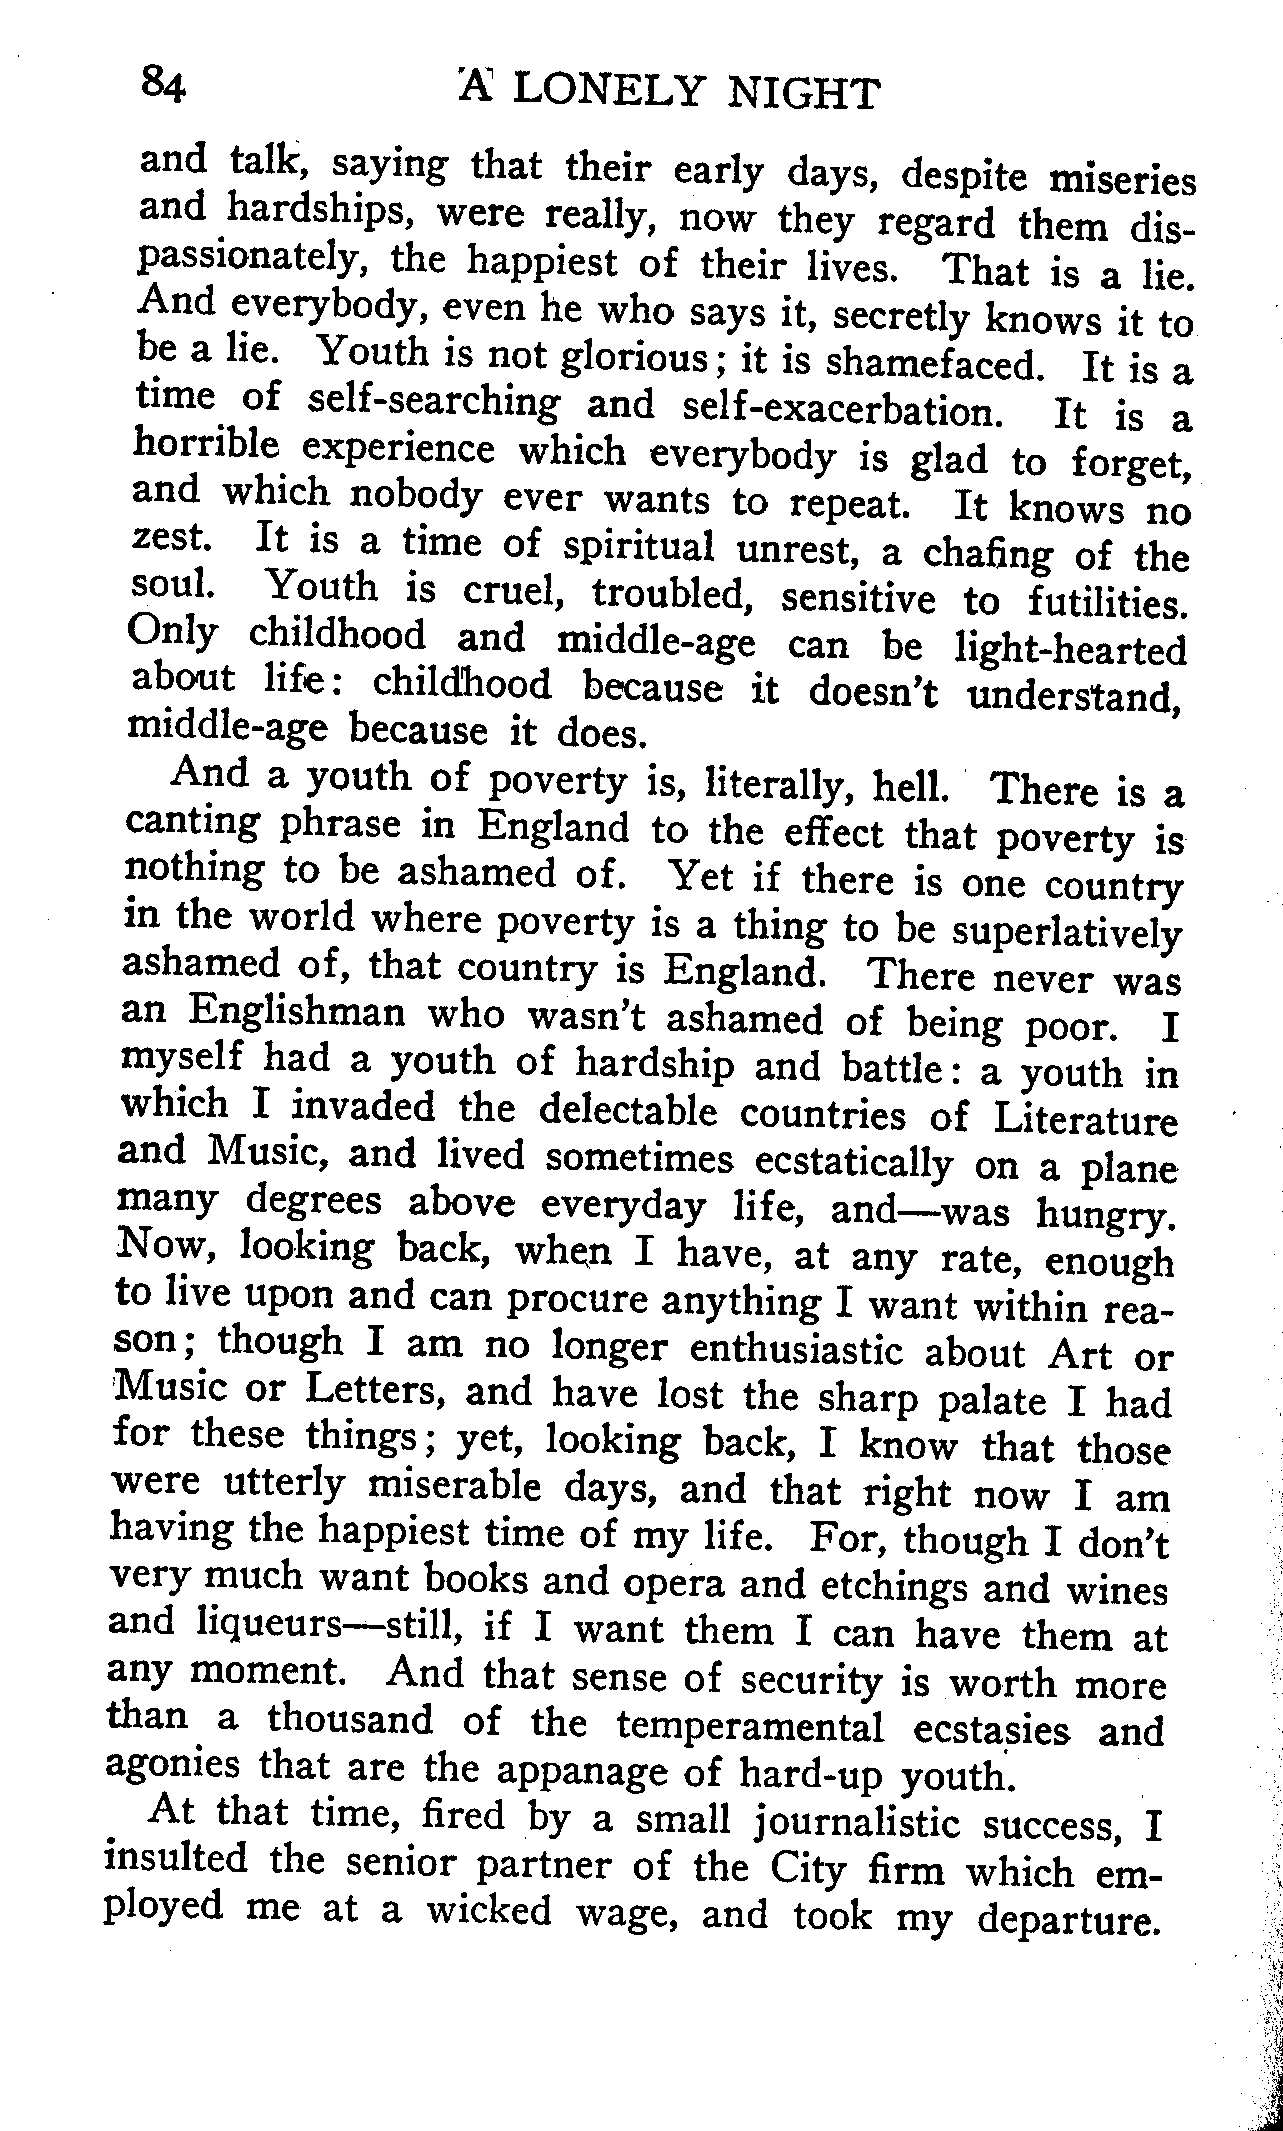 84 A LONELY NIGHT
and talk, saying that their early days, despite miseries
and hardships, were really, now they regard them dis-
passionately, the happiest of their lives. That is a lie.
And everybody, even he who says it, secretly knows it to
be a lie. Youth is not glorious; it is shamefaced. It is a
time of self-searching and self-exacerbation. It is a
horrible experience which everybody is glad to forget,
and which nobody ever wants to repeat. It knows no
zest. It is a time of spiritual unrest, a chafing of the
soul. Youth is cruel, troubled, sensitive to futilities.
Only childhood and middle-age can be light-hearted
about life: childhood because it doesn't understand,
middle-age because it does.
And a youth of poverty is, literally, hell. There is a
canting phrase in England to the effect that poverty is
nothing to be ashamed of. Yet if there is one country
in the world where poverty is a thing to be superlatively
ashamed of, that country is England. There never was
an Englishman who wasn't ashamed of being poor. I
myself had a youth of hardship and battle: a youth in
which I invaded the delectable countries of Literature
and Music, and lived sometimes ecstatically on a plane
many degrees above everyday life, and—was hungry.
Now, looking back, when I have, at any rate, enough
to live upon and can procure anything I want within rea-
son; though I am no longer enthusiastic about Art or
Music or Letters, and have lost the sharp palate I had
for these things; yet, looking back, I know that those
were utterly miserable days, and that right now I am
having the happiest time of my life. For, though I don't
very much want books and opera and etchings and wines
and liqueurs—still, if I want them I can have them at
any moment. And that sense of security is worth more
than a thousand of the temperamental ecstasies and
agonies that are the appanage of hard-up youth.
At that time, fired by a small journalistic success, I
insulted the senior partner of the City firm which em-
ployed me at a wicked wage, and took my departure.